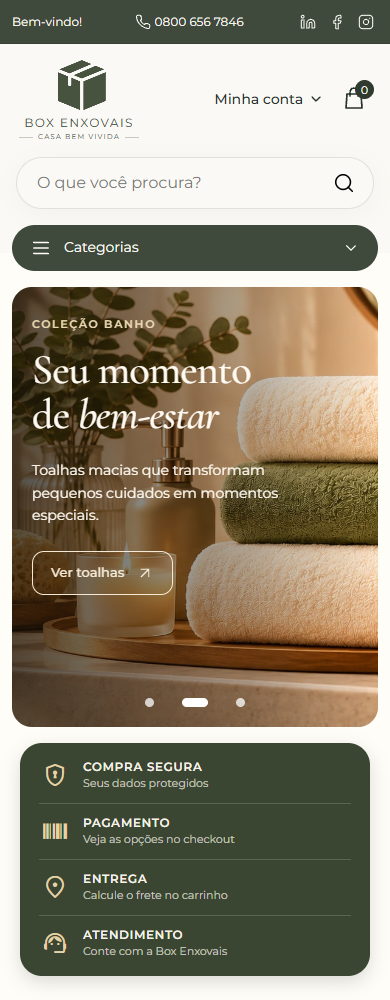 Bem-vindo!
0800 656 7846
Minha conta
0
BOX ENXOVAIS
CASA BEM VIVIDA
O que você procura?
Categorias
COLEÇÃO BANHO
Seu momento
de bem-estar
Toalhas macias que transformam
pequenos cuidados em momentos
especiais.
Ver toalhas
COMPRA SEGURA
Seus dados protegidos
PAGAMENTO
Veja as opções no checkout
ENTREGA
Calcule o frete no carrinho
ATENDIMENTO
Conte com a Box Enxovais